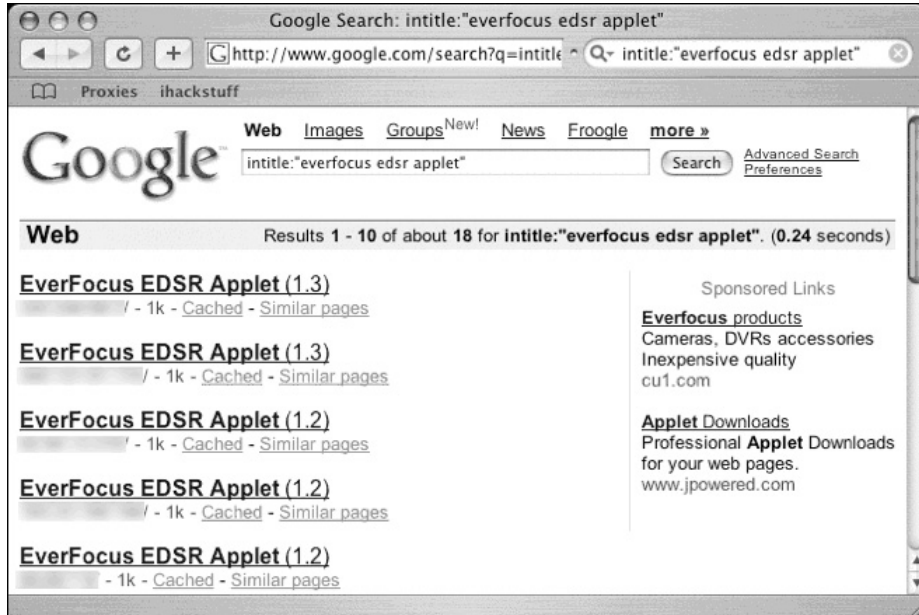 Google Search: intitle:"everfocus edsr applet"
http://www.google.com/search?q=intitle
intitle:"everfocus edsr applet"
Proxies ihackstuff
Google
Web Images Groups New! News Froogle more »
intitle:"everfocus edsr applet" Search Advanced Search
Preferences
Web Results 1 - 10 of about 18 for intitle:"everfocus edsr applet". (0.24 seconds)
EverFocus EDSR Applet (1.3)
/ - 1k - Cached - Similar pages
EverFocus EDSR Applet (1.3)
/ - 1k - Cached - Similar pages
EverFocus EDSR Applet (1.2)
/ - 1k - Cached - Similar pages
EverFocus EDSR Applet (1.2)
/ - 1k - Cached - Similar pages
EverFocus EDSR Applet (1.2)
- 1k - Cached - Similar pages
Sponsored Links
Everfocus products
Cameras, DVRs accessories
Inexpensive quality
cu1.com
Applet Downloads
Professional Applet Downloads
for your web pages.
www.jpowered.com